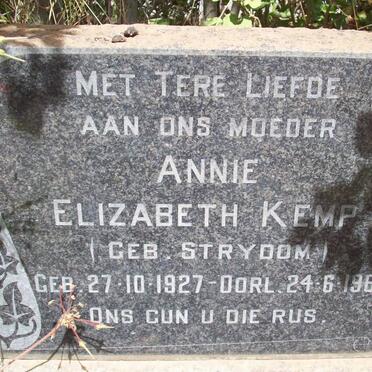 MET TERE LIEFDE
AAN ONS MOEDER
ANNIE
ELIZABETH KEMP
(GEB. STRYDOM)
GEB. 27-10-1927-OORL. 24-6-196
ONS GUN U DIE RUS.